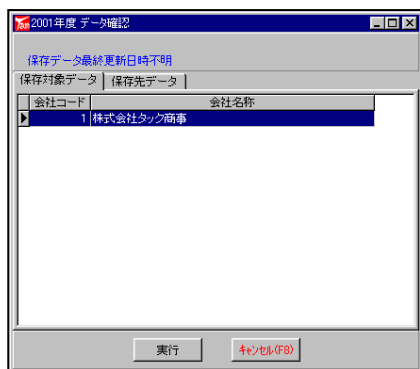 Tam 2001年度 データ確認
保存データ最終更新日時不明
保存対象データ 保存先データ
会社コード 会社名称
1 株式会社タック商事
実行 キャンセル(F8)